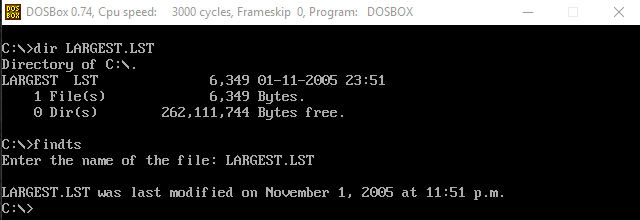 DOSBox 0.74, Cpu speed: 3000 cycles, Frameskip 0, Program: DOSBOX
C:\>dir LARGEST.LST
Directory of C:\.
LARGEST LST 6,349 01-11-2005 23:51
1 File(s) 6,349 Bytes.
0 Dir(s) 262,111,744 Bytes free.
C:\>findts
Enter the name of the file: LARGEST.LST
LARGEST.LST was last modified on November 1, 2005 at 11:51 p.m.
C:\>